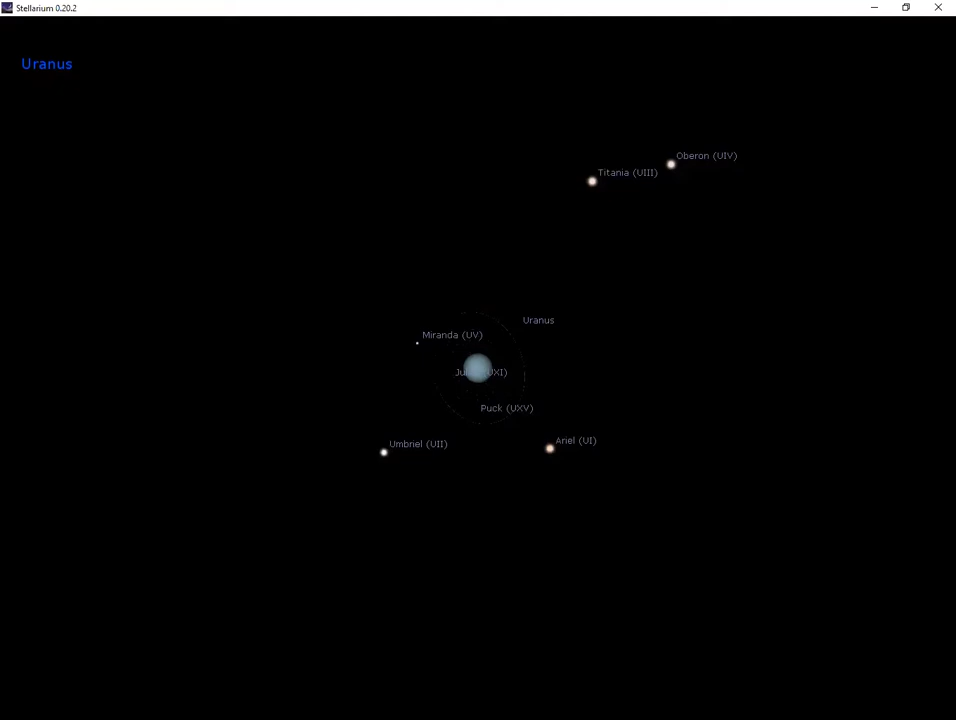 Stellarium 0.20.2
Uranus
Oberon (UIV)
Titania (UIII)
Uranus
Miranda (UV)
Puck (UXV)
Ariel (UI)
Umbriel (UII)